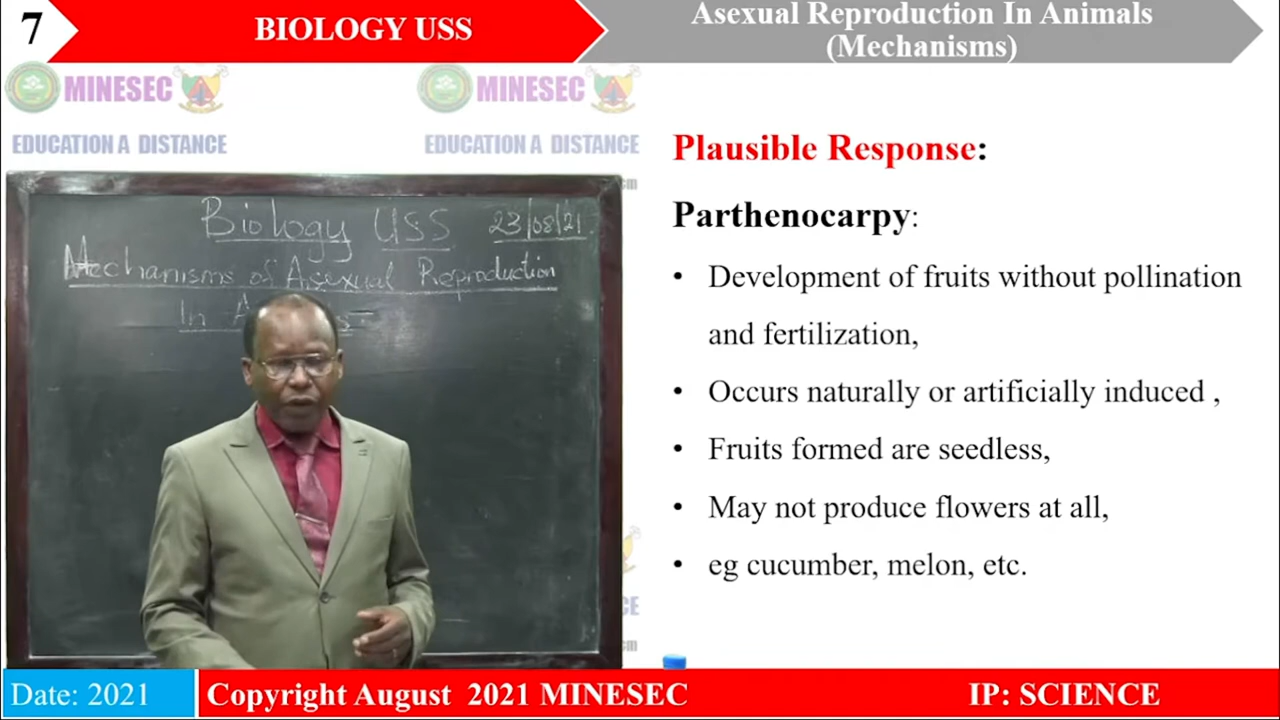 7
BIOLOGY USS
Asexual Reproduction In Animals
(Mechanisms)
MINESEC
MINESEC
EDUCATION A DISTANCE
EDUCATION A DISTANCE
Biology USS 23/08/21
Mechanisms of Asexual Reproduction
In
Plausible Response:
Parthenocarpy:
• Development of fruits without pollination
and fertilization,
• Occurs naturally or artificially induced ,
• Fruits formed are seedless,
• May not produce flowers at all,
• eg cucumber, melon, etc.
Date: 2021
Copyright August 2021 MINESEC
IP: SCIENCE